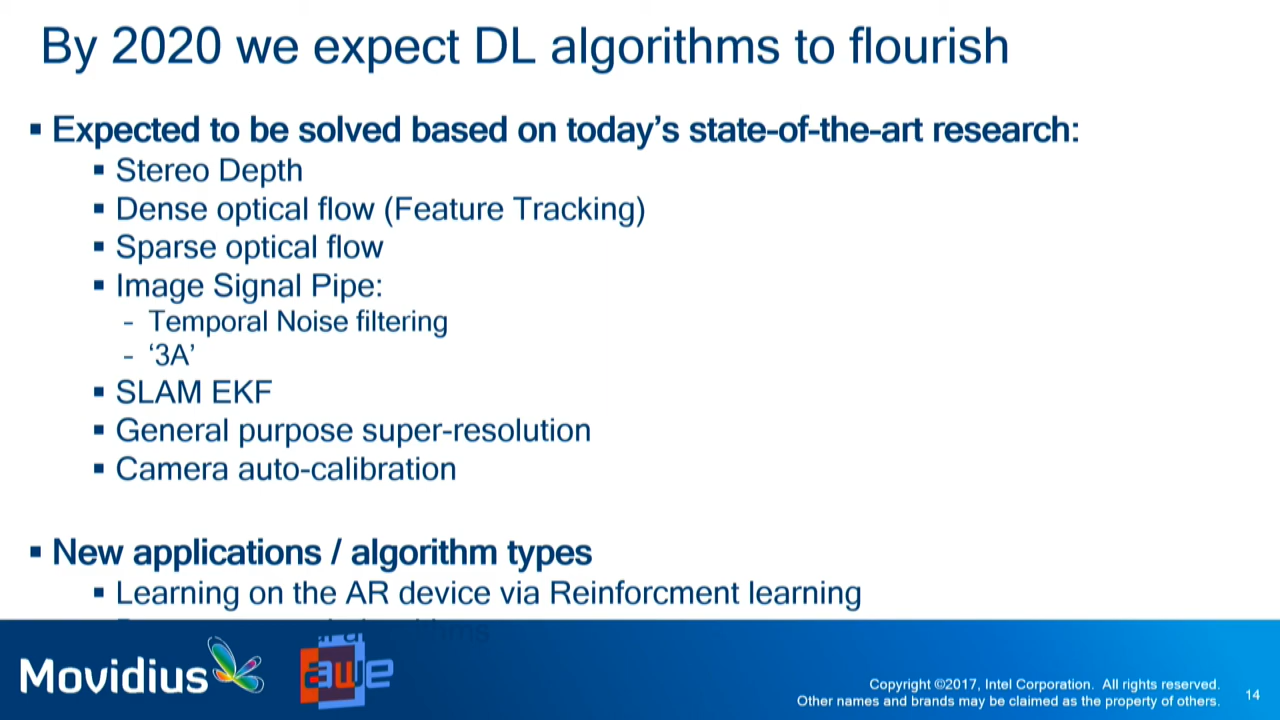 By 2020 we expect DL algorithms to flourish
▪ Expected to be solved based on today’s state-of-the-art research:
▪ Stereo Depth
▪ Dense optical flow (Feature Tracking)
▪ Sparse optical flow
▪ Image Signal Pipe:
- Temporal Noise filtering
- ‘3A’
▪ SLAM EKF
▪ General purpose super-resolution
▪ Camera auto-calibration
▪ New applications / algorithm types
▪ Learning on the AR device via Reinforcment learning
Movidius
awe
Copyright ©2017, Intel Corporation. All rights reserved.
Other names and brands may be claimed as the property of others.
14